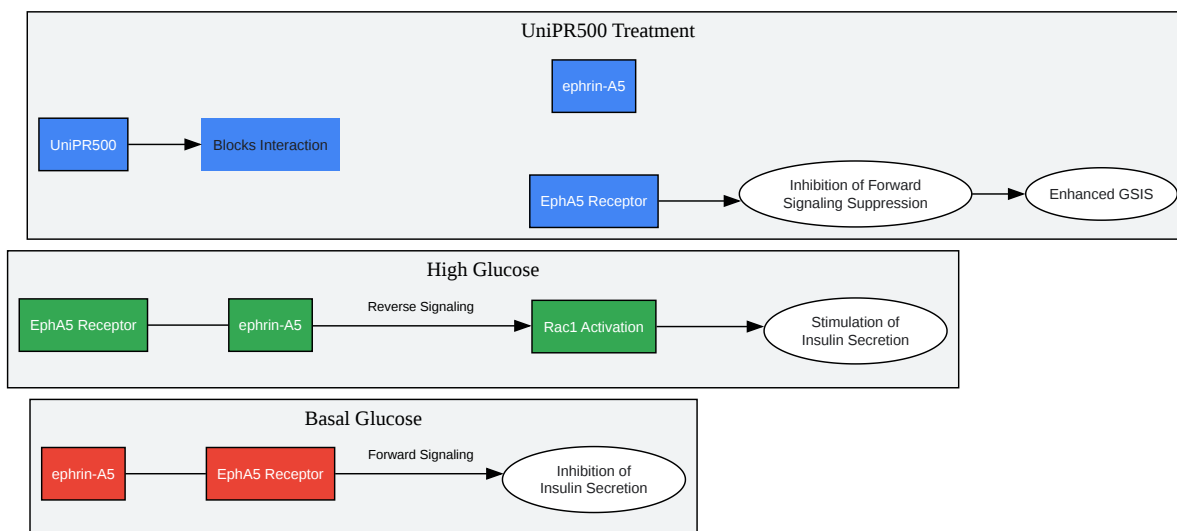 UniPR500 Treatment
ephrin-A5
UniPR500
Blocks Interaction
EphA5 Receptor
Inhibition of Forward
Signaling Suppression
Enhanced GSIS
High Glucose
EphA5 Receptor
ephrin-A5
Reverse Signaling
Rac1 Activation
Stimulation of
Insulin Secretion
Basal Glucose
ephrin-A5
EphA5 Receptor
Forward Signaling
Inhibition of
Insulin Secretion